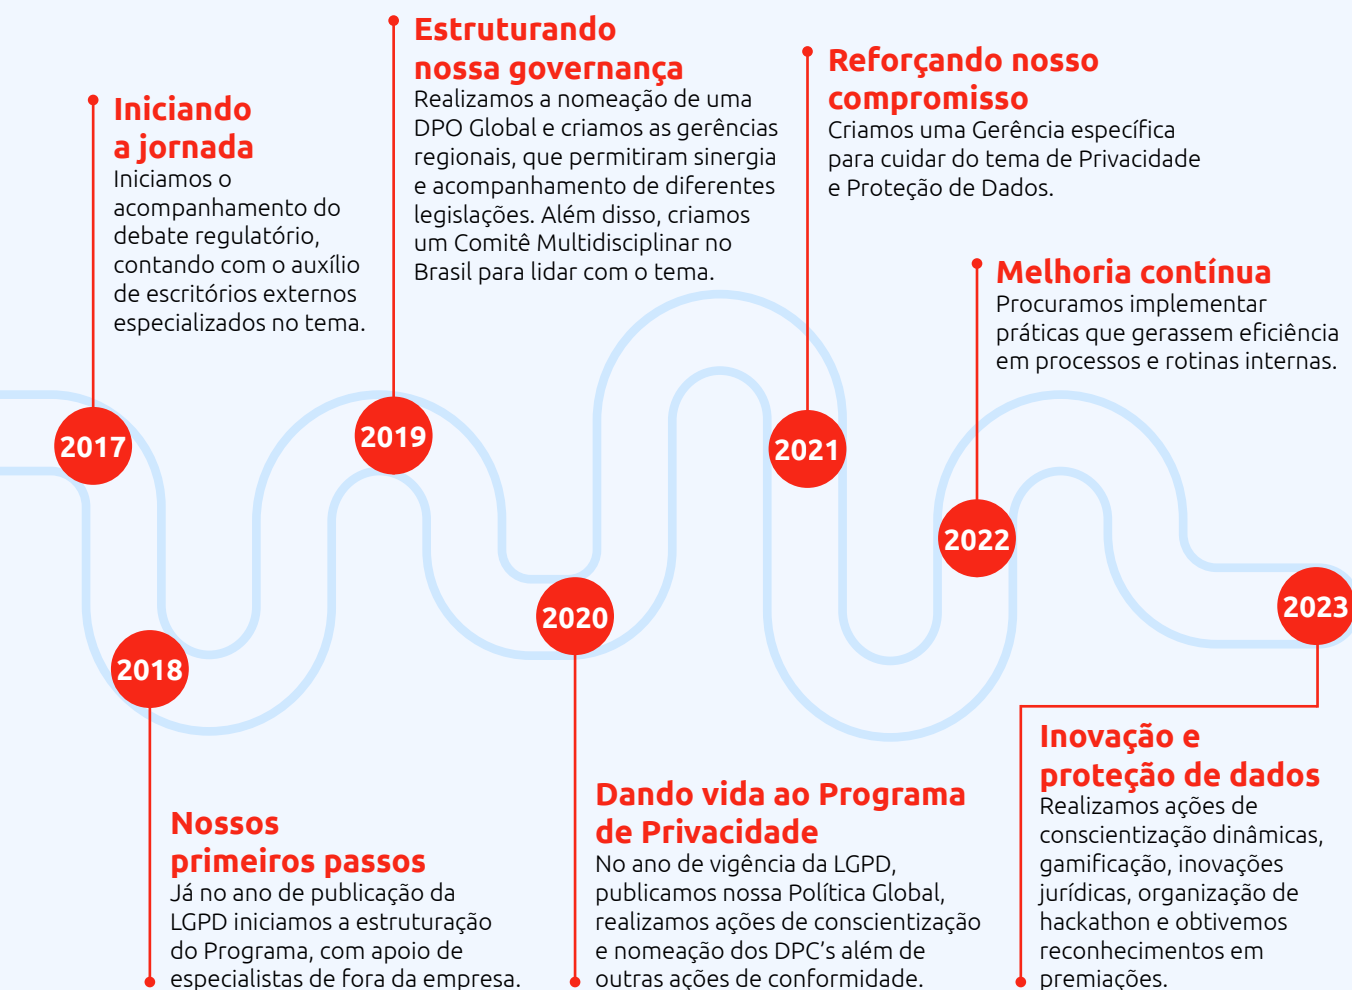 2017
Iniciando
a jornada
Iniciamos o
acompanhamento do
debate regulatório,
contando com o auxílio
de escritórios externos
especializados no tema.
2018
Nossos
primeiros passos
Já no ano de publicação da
LGPD iniciamos a estruturação
do Programa, com apoio de
especialistas de fora da empresa.
2019
Estruturando
nossa governança
Realizamos a nomeação de uma
DPO Global e criamos as gerências
regionais, que permitiram sinergia
e acompanhamento de diferentes
legislações. Além disso, criamos
um Comitê Multidisciplinar no
Brasil para lidar com o tema.
2020
Dando vida ao Programa
de Privacidade
No ano de vigência da LGPD,
publicamos nossa Política Global,
realizamos ações de conscientização
e nomeação dos DPC's além de
outras ações de conformidade.
2021
Reforçando nosso
compromisso
Criamos uma Gerência específica
para cuidar do tema de Privacidade
e Proteção de Dados.
2022
Melhoria contínua
Procuramos implementar
práticas que gerassem eficiência
em processos e rotinas internas.
2023
Inovação e
proteção de dados
Realizamos ações de
conscientização dinâmicas,
gamificação, inovações
jurídicas, organização de
hackathon e obtivemos
reconhecimentos em
premiações.